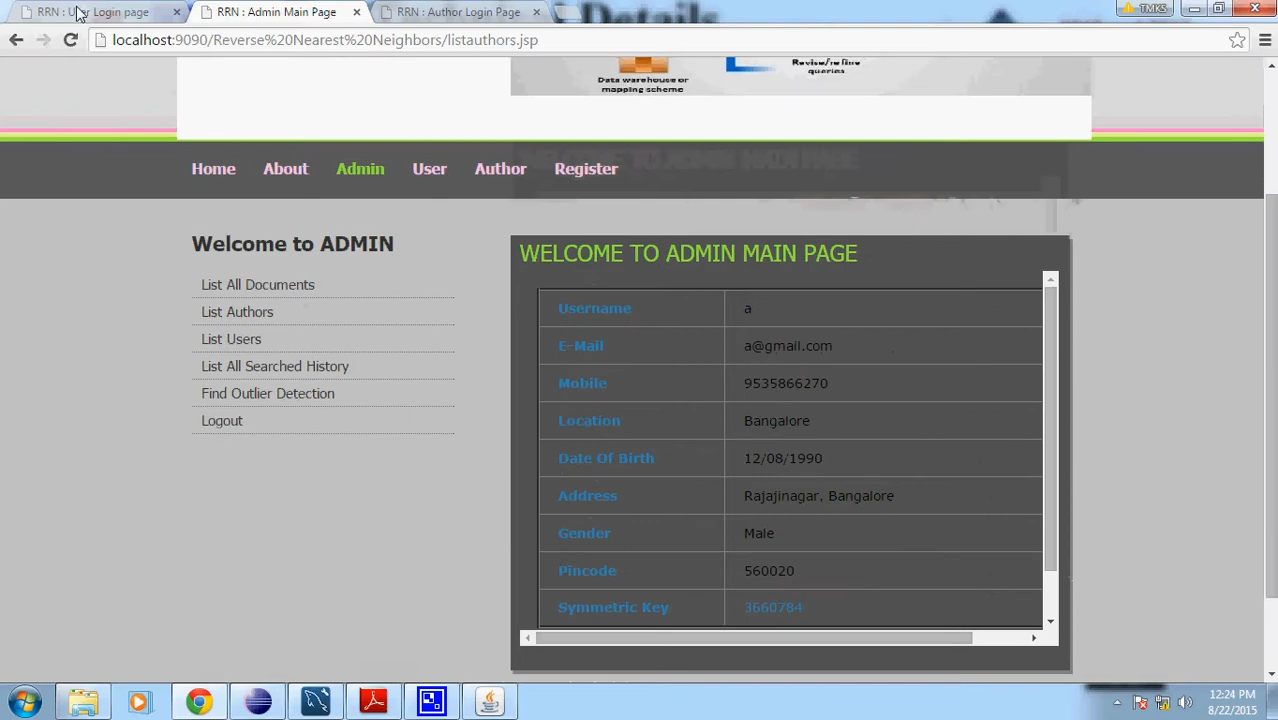 RRN : User Login page
RRN : Admin Main Page
RRN : Author Login Page
Details
TMKS
localhost:9090/Reverse%20Nearest%20Neighbors/listauthors.jsp
Data warehouse or
mapping scheme
Revise/refine
queries
Home About Admin User Author Register
Welcome to ADMIN
List All Documents
List Authors
List Users
List All Searched History
Find Outlier Detection
Logout
WELCOME TO ADMIN MAIN PAGE
Username a
E-Mail a@gmail.com
Mobile 9535866270
Location Bangalore
Date Of Birth 12/08/1990
Address Rajajinagar, Bangalore
Gender Male
Pincode 560020
Symmetric Key 3660784
12:24 PM
8/22/2015